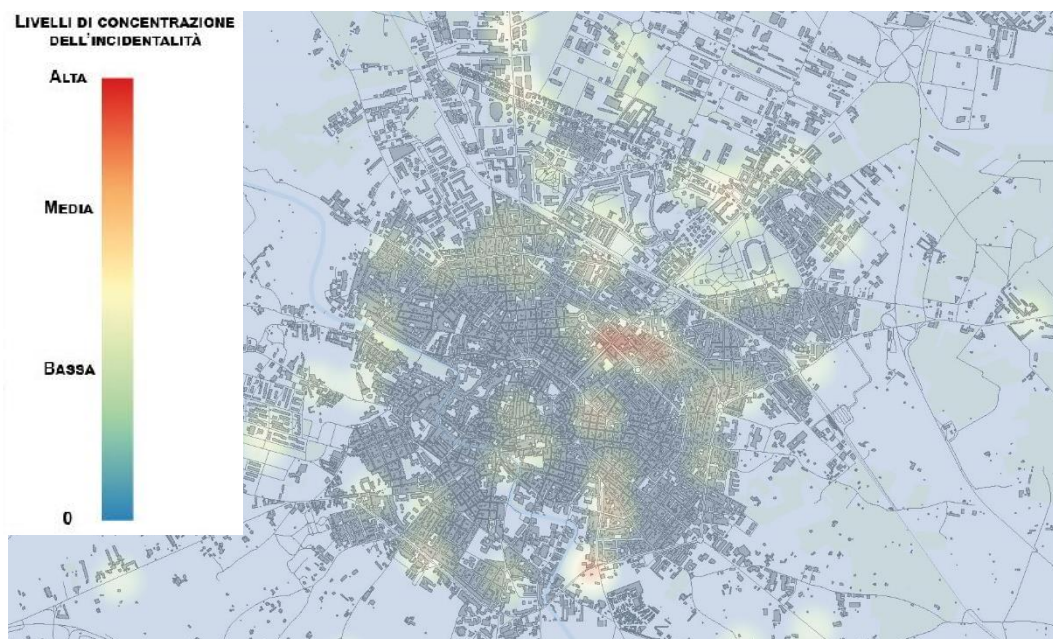 LIVELLI DI CONCENTRAZIONE
DELL'INCIDENTALITÀ
ALTA
MEDIA
BASSA
0